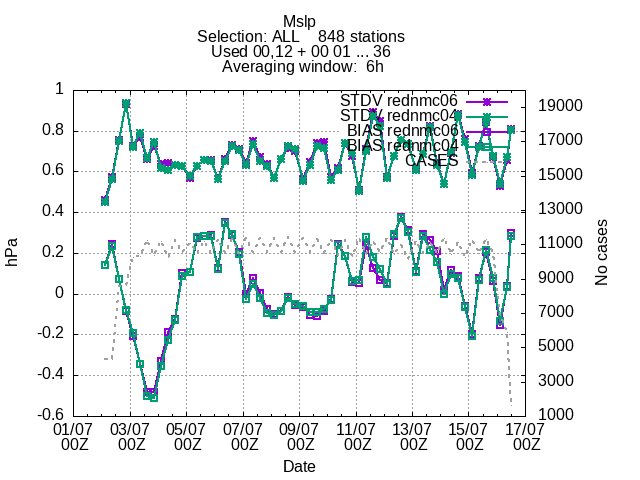 Mslp
Selection: ALL 848 stations
Used 00,12 + 00 01 ... 36
Averaging window: 6h
STDV rednmc06
STDV rednmc04
BIAS rednmc06
BIAS rednmc04
CASES
1
0.8
0.6
0.4
0.2
0
-0.2
-0.4
-0.6
hPa
19000
17000
15000
13000
11000
9000
7000
5000
3000
1000
No cases
01/07 03/07 05/07 07/07 09/07 11/07 13/07 15/07 17/07
00Z 00Z 00Z 00Z 00Z 00Z 00Z 00Z 00Z
Date